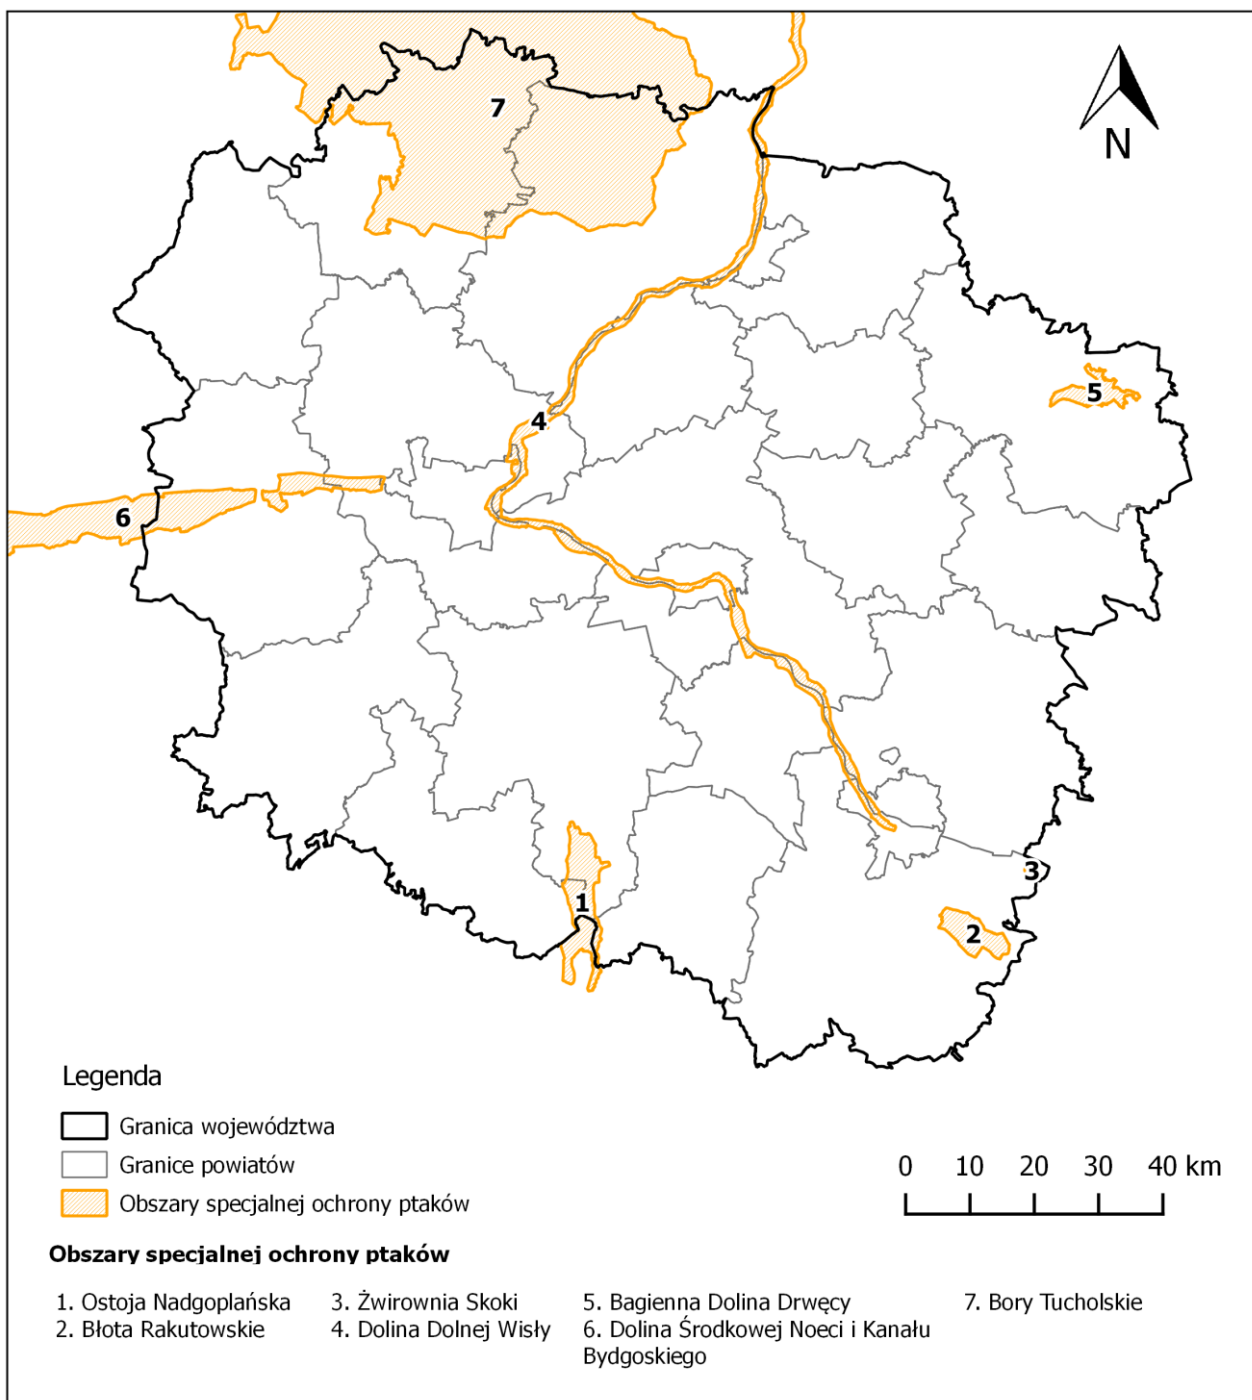 7
N
5
4
6
3
1
2
Legenda
Granica województwa
Granice powiatów
Obszary specjalnej ochrony ptaków
0 10 20 30 40 km
Obszary specjalnej ochrony ptaków
1. Ostoja Nadgoplańska
2. Błota Rakutowskie
3. Żwirownia Skoki
4. Dolina Dolnej Wisły
5. Bagienna Dolina Drwęcy
6. Dolina Środkowej Noeci i Kanału
Bydgoskiego
7. Bory Tucholskie